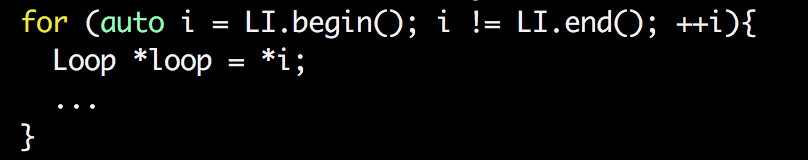 for (auto i = LI.begin(); i != LI.end(); ++i){
  Loop *loop = *i;
  ...
}